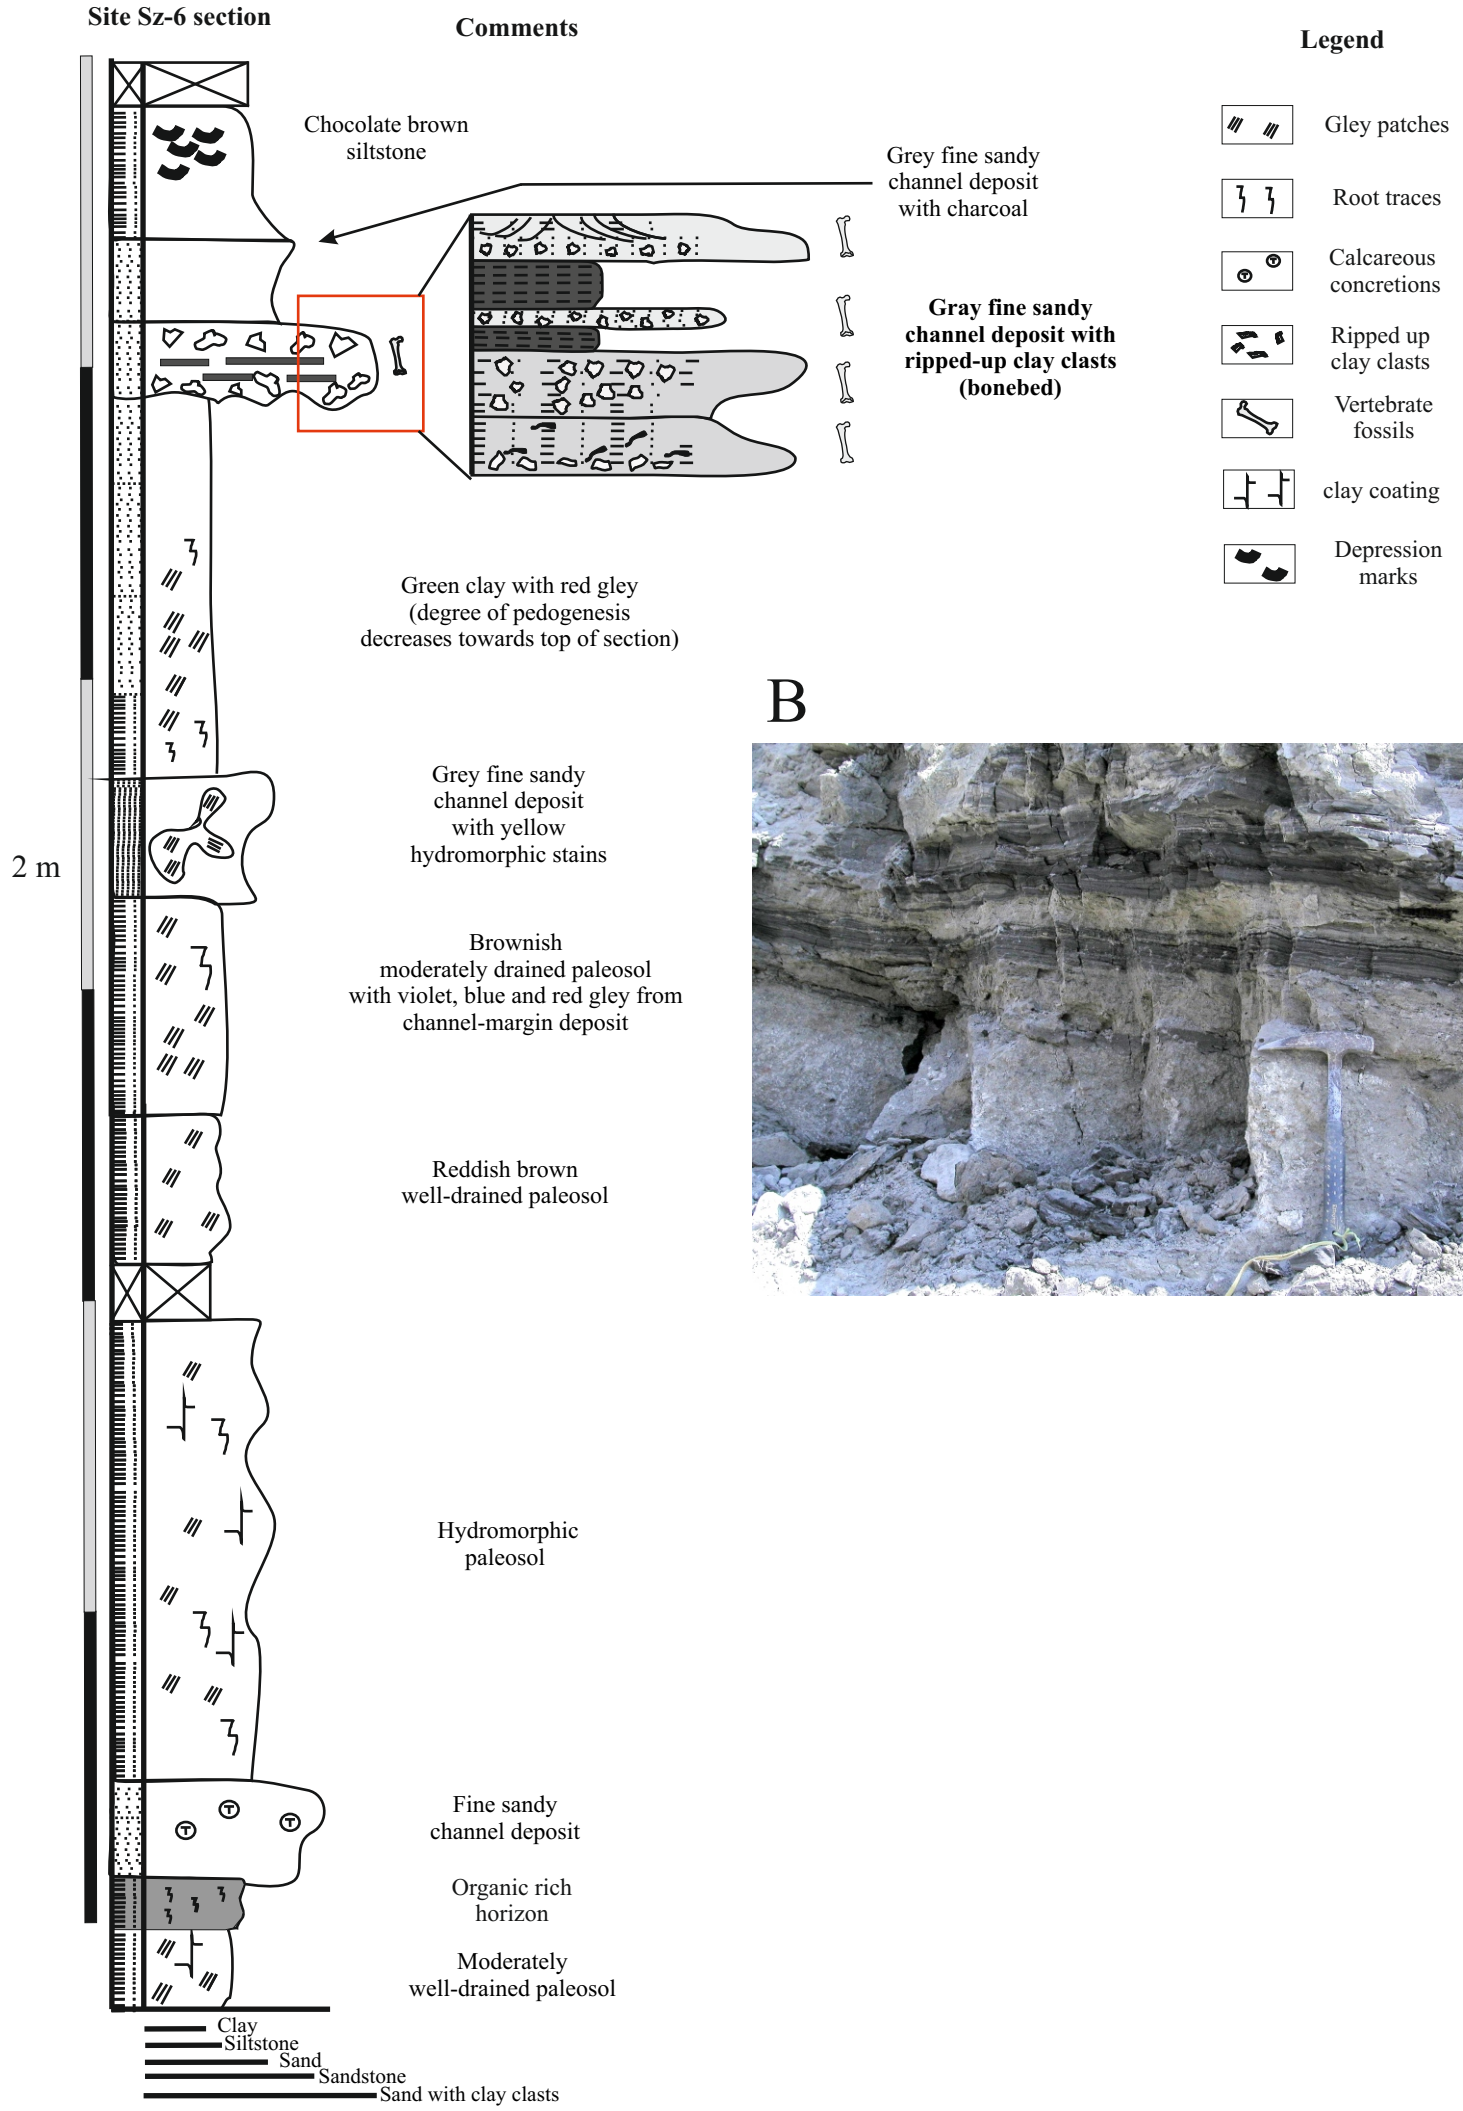 Site Sz-6 section
Comments
Legend
Chocolate brown
siltstone
Grey fine sandy
channel deposit
with charcoal
Gray fine sandy
channel deposit with
ripped-up clay clasts
(bonebed)
Green clay with red gley
(degree of pedogenesis
decreases towards top of section)
Grey fine sandy
channel deposit
with yellow
hydromorphic stains
2 m
Brownish
moderately drained paleosol
with violet, blue and red gley from
channel-margin deposit
Reddish brown
well-drained paleosol
Hydromorphic
paleosol
Fine sandy
channel deposit
Organic rich
horizon
Moderately
well-drained paleosol
Clay
Siltstone
Sand
Sandstone
Sand with clay clasts
Gley patches
Root traces
Calcareous
concretions
Ripped up
clay clasts
Vertebrate
fossils
clay coating
Depression
marks
B